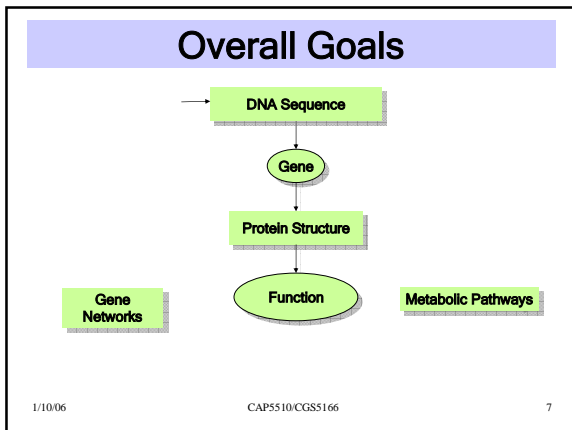 Overall Goals
DNA Sequence
Gene
Protein Structure
Function
Gene
Networks
Metabolic Pathways
1/10/06
CAP5510/CGS5166
7